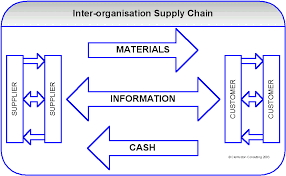 Inter-organisation Supply Chain
MATERIALS
SUPPLIER
SUPPLIER
INFORMATION
CUSTOMER
CUSTOMER
CASH